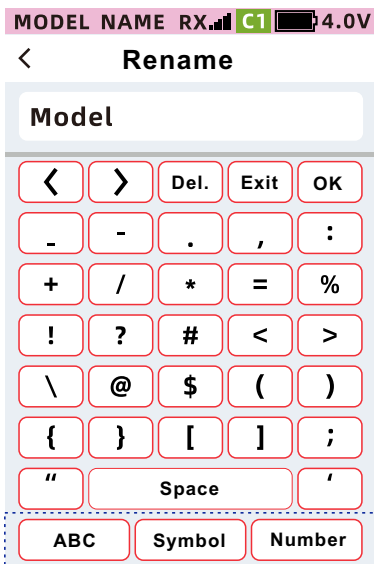 MODEL NAME RX C1 4.0V
< Rename
Model
❮ ❯ Del. Exit OK
_ - . , :
+ / * = %
! ? # < >
\ @ $ ( )
{ } [ ] ;
“ Space ‘
ABC Symbol Number